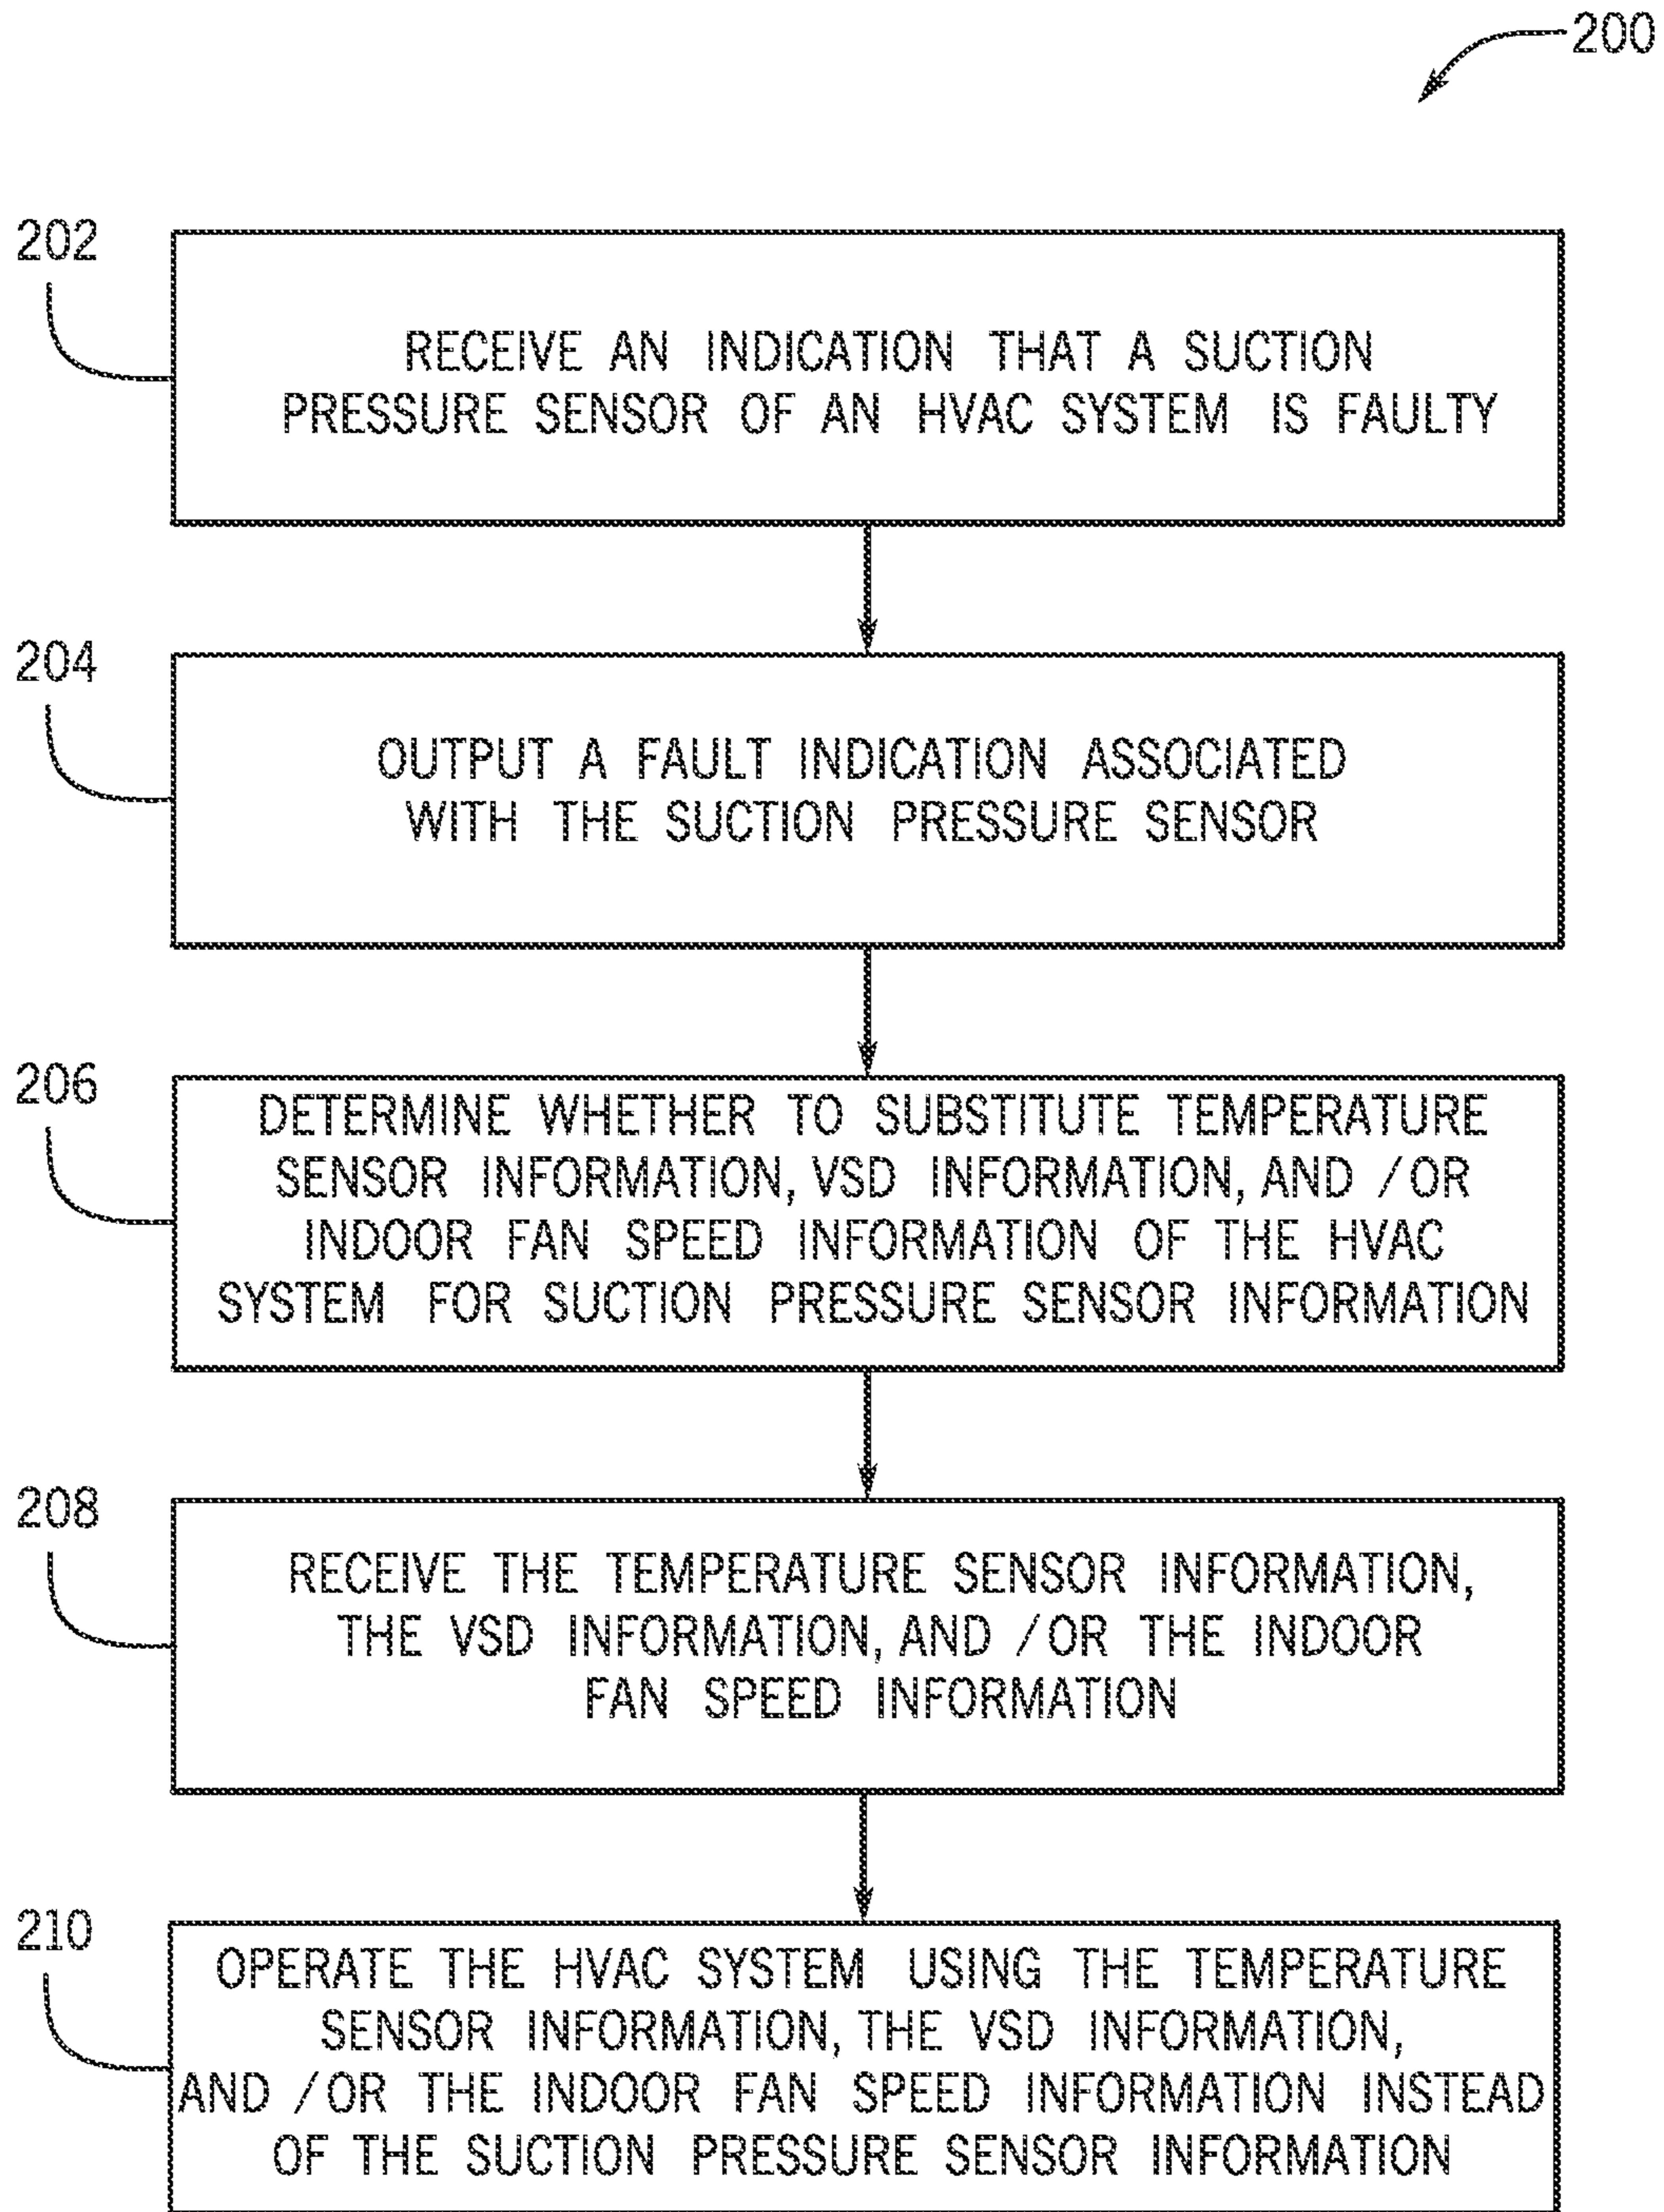 200
202
RECEIVE AN INDICATION THAT A SUCTION
PRESSURE SENSOR OF AN HVAC SYSTEM IS FAULTY
204
OUTPUT A FAULT INDICATION ASSOCIATED
WITH THE SUCTION PRESSURE SENSOR
206
DETERMINE WHETHER TO SUBSTITUTE TEMPERATURE
SENSOR INFORMATION, VSD INFORMATION, AND /OR
INDOOR FAN SPEED INFORMATION OF THE HVAC
SYSTEM FOR SUCTION PRESSURE SENSOR INFORMATION
208
RECEIVE THE TEMPERATURE SENSOR INFORMATION,
THE VSD INFORMATION, AND /OR THE INDOOR
FAN SPEED INFORMATION
210
OPERATE THE HVAC SYSTEM USING THE TEMPERATURE
SENSOR INFORMATION, THE VSD INFORMATION,
AND /OR THE INDOOR FAN SPEED INFORMATION INSTEAD
OF THE SUCTION PRESSURE SENSOR INFORMATION